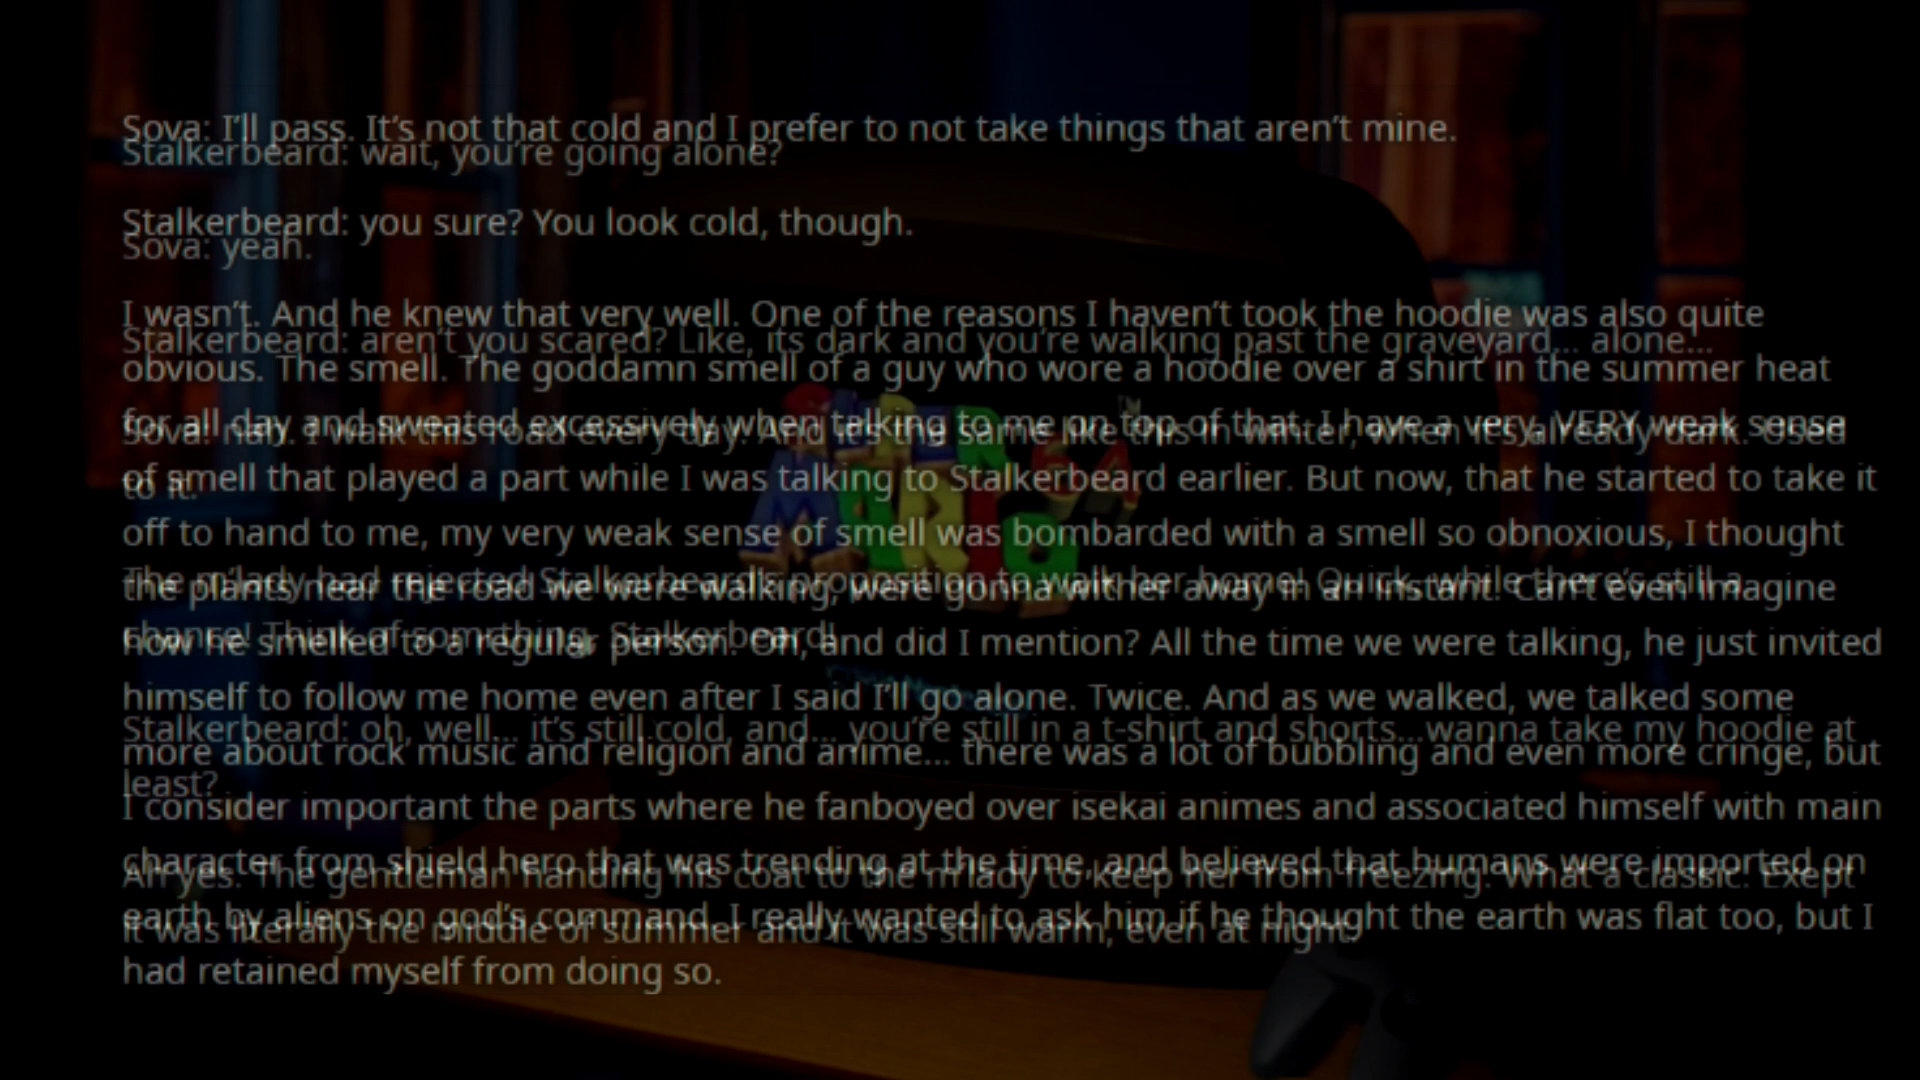 Stalkerbeard: wait, you're going alone?
Sova: yeah.
Stalkerbeard: aren't you scared? Like, its dark and you're walking past the graveyard... alone...
Sova: nah. I walk this road every day. And it's the same like this in winter, when it's already dark. Used
to it.
The m'lady had rejected Stalkerbeard's proposition to walk her home! Quick, while there's still a
chance! Think of something, Stalkerbeard!
Stalkerbeard: oh, well... it's still cold, and... you're still in a t-shirt and shorts...wanna take my hoodie at
least?
Ah yes. The gentleman handing his coat to the m'lady to keep her from freezing. What a classic. Exept
it was literally the middle of summer and it was still warm, even at night.
Sova: I'll pass. It's not that cold and I prefer to not take things that aren't mine.
Stalkerbeard: you sure? You look cold, though.
I wasn't. And he knew that very well. One of the reasons I haven't took the hoodie was also quite
obvious. The smell. The goddamn smell of a guy who wore a hoodie over a shirt in the summer heat
for all day and sweated excessively when talking to me on top of that. I have a very, VERY weak sense
of smell that played a part while I was talking to Stalkerbeard earlier. But now, that he started to take it
off to hand to me, my very weak sense of smell was bombarded with a smell so obnoxious, I thought
the plants near the road we were walking, were gonna wither away in an instant. Can't even imagine
how he smelled to a regular person. Oh, and did I mention? All the time we were talking, he just invited
himself to follow me home even after I said I'll go alone. Twice. And as we walked, we talked some
more about rock music and religion and anime... there was a lot of bubbling and even more cringe, but
I consider important the parts where he fanboyed over isekai animes and associated himself with main
character from shield hero that was trending at the time, and believed that humans were imported on
earth by aliens on god's command. I really wanted to ask him if he thought the earth was flat too, but I
had retained myself from doing so.
MARIO